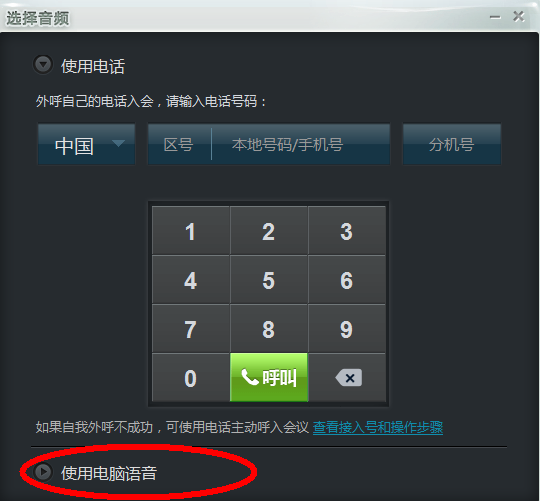 选择音频
使用电话
外呼自己的电话入会，请输入电话号码：
中国 区号 本地号码/手机号 分机号
1 2 3
4 5 6
7 8 9
0 呼叫
如果自我外呼不成功，可使用电话主动呼入会议 查看接入号和操作步骤
使用电脑语音